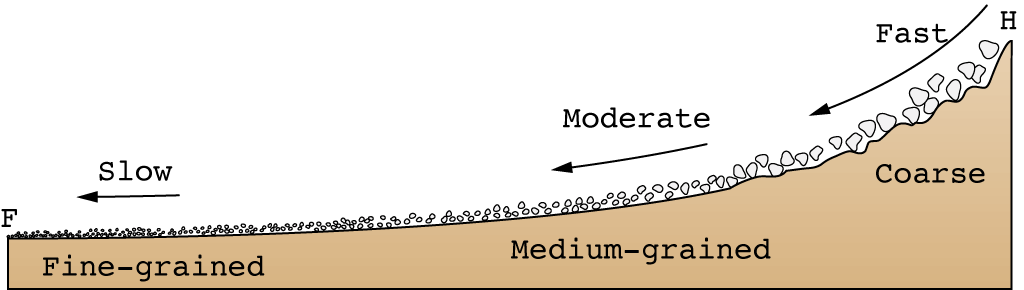 H
Fast
Moderate
Coarse
Slow
F
Medium-grained
Fine-grained